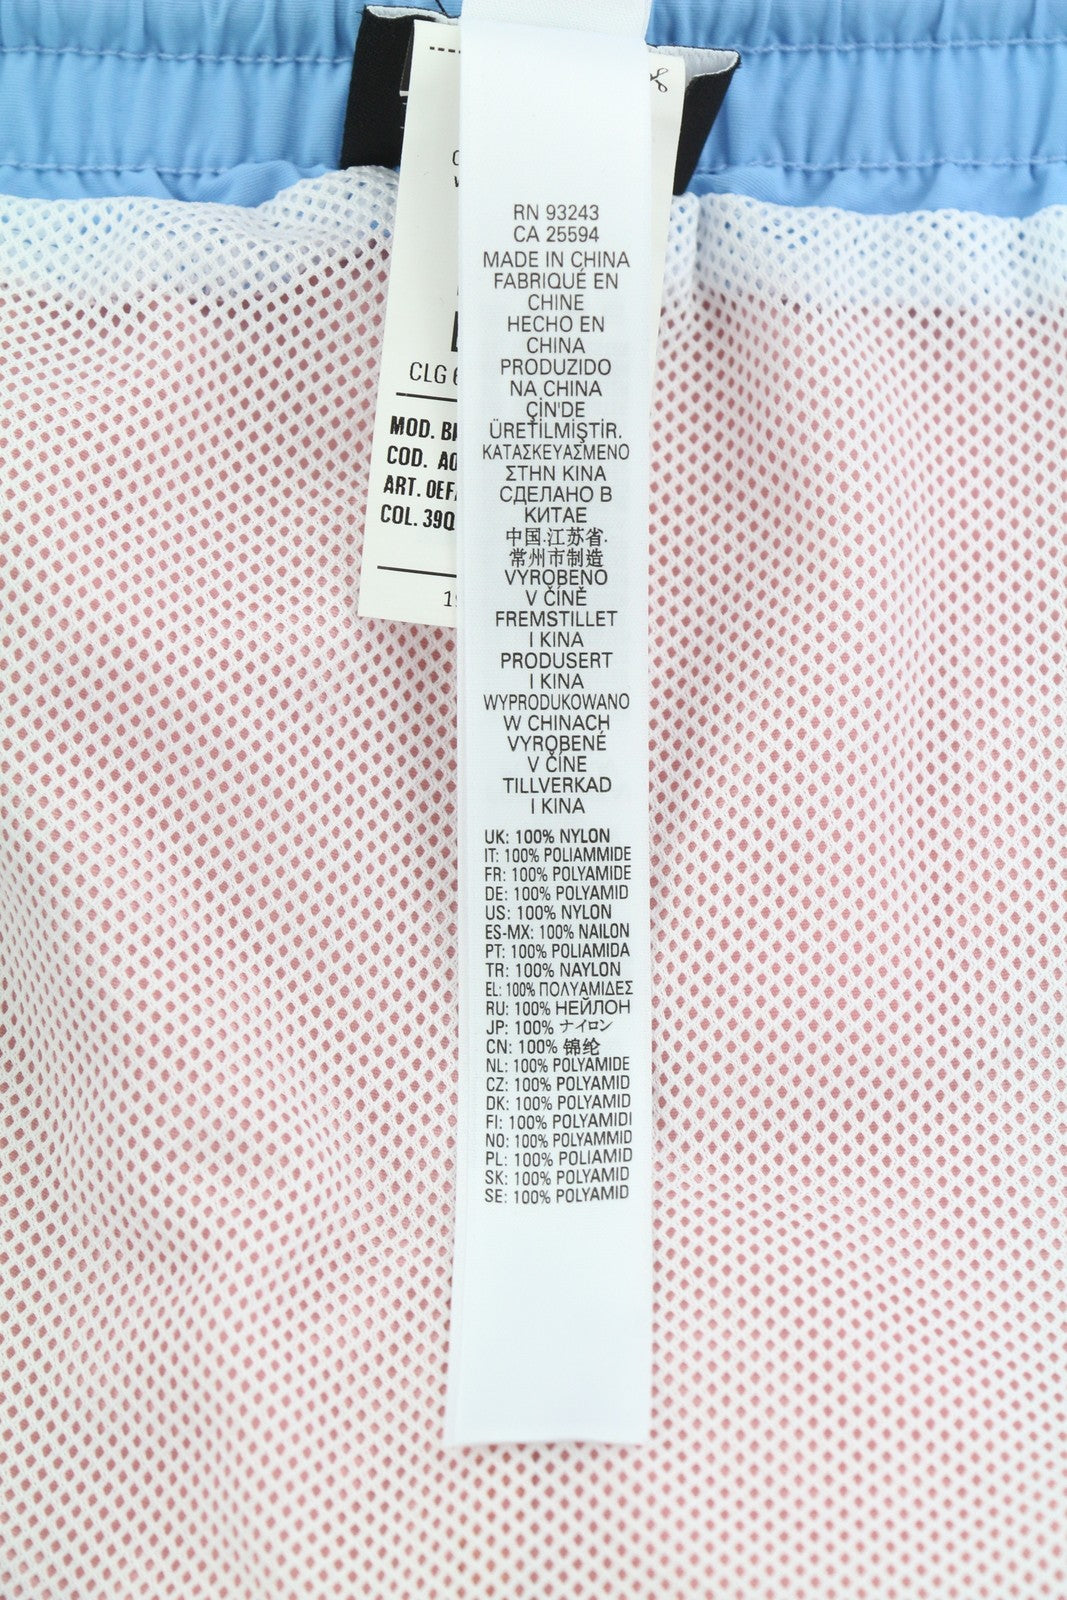 RN 93243
CA 25594
MADE IN CHINA
FABRIQUÉ EN
CHINE
HECHO EN
CHINA
PRODUZIDO
NA CHINA
ÇİN'DE
ÜRETİLMİŞTİR.
ΚΑΤΑΣΚΕΥΑΣΜΕΝΟ
ΣΤΗΝ ΚΙΝΑ
СДЕЛАНО В
КИТАЕ
中国.江苏省.
常州市制造
VYROBENO
V ČÍNĚ
FREMSTILLET
I KINA
PRODUSERT
I KINA
WYPRODUKOWANO
W CHINACH
VYROBENÉ
V ČÍNE
TILLVERKAD
I KINA
UK: 100% NYLON
IT: 100% POLIAMMIDE
FR: 100% POLYAMIDE
DE: 100% POLYAMID
US: 100% NYLON
ES-MX: 100% NAILON
PT: 100% POLIAMIDA
TR: 100% NAYLON
EL: 100% ΠΟΛΥΑΜΙΔΕΣ
RU: 100% НЕЙЛОН
JP: 100% ナイロン
CN: 100% 锦纶
NL: 100% POLYAMIDE
CZ: 100% POLYAMID
DK: 100% POLYAMID
FI: 100% POLYAMIDI
NO: 100% POLYAMMID
PL: 100% POLIAMID
SK: 100% POLYAMID
SE: 100% POLYAMID
CLG
MOD.
COD.
ART.
COL.